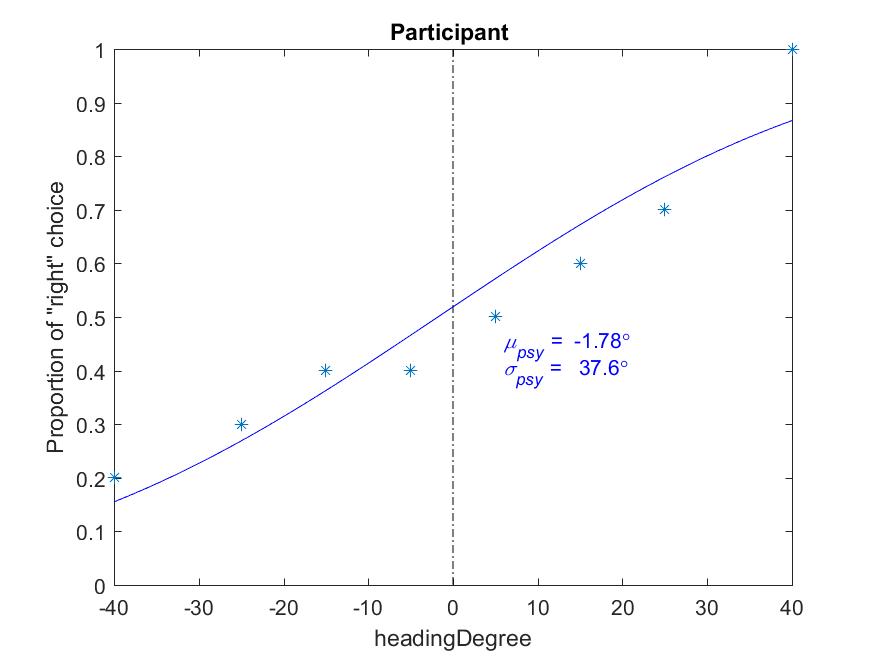 Participant
1
0.9
0.8
0.7
0.6
0.5
0.4
0.3
0.2
0.1
0
Proportion of "right" choice
μpsy = -1.78°
σpsy = 37.6°
-40 -30 -20 -10 0 10 20 30 40
headingDegree